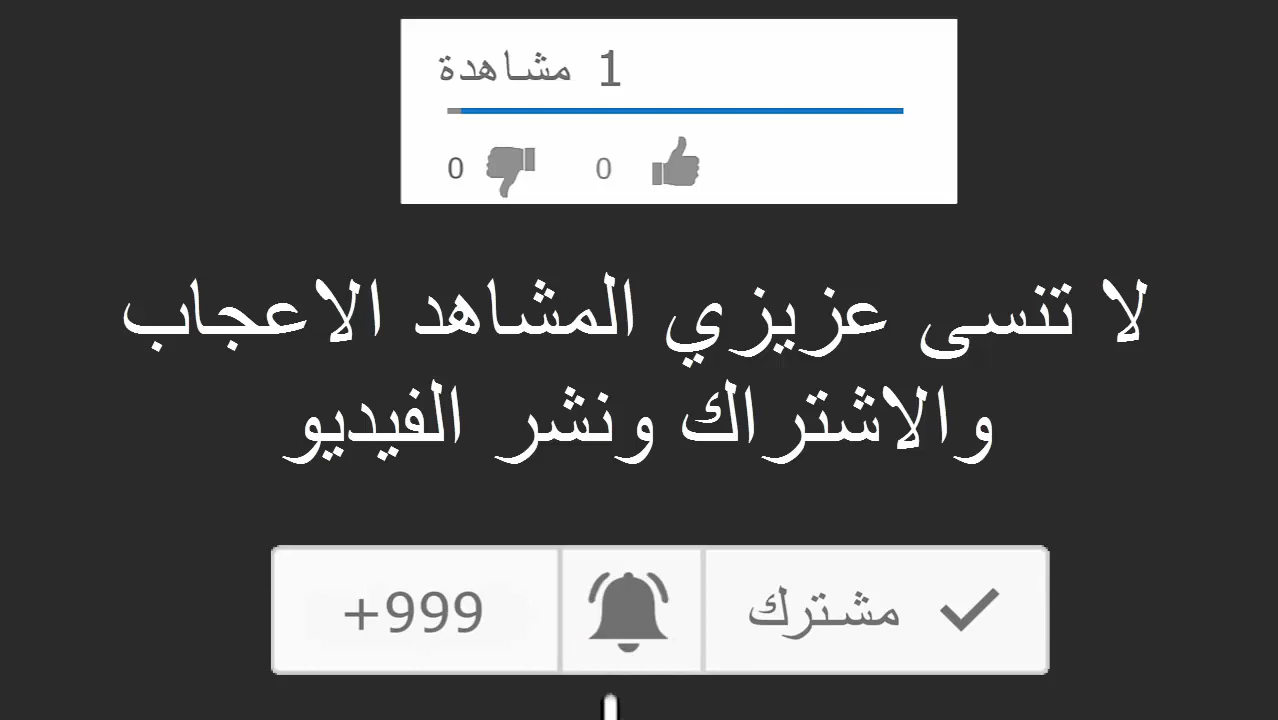 1 مشاهدة
0 0
لا تنسى عزيزي المشاهد الاعجاب
والاشتراك ونشر الفيديو
مشترك +999